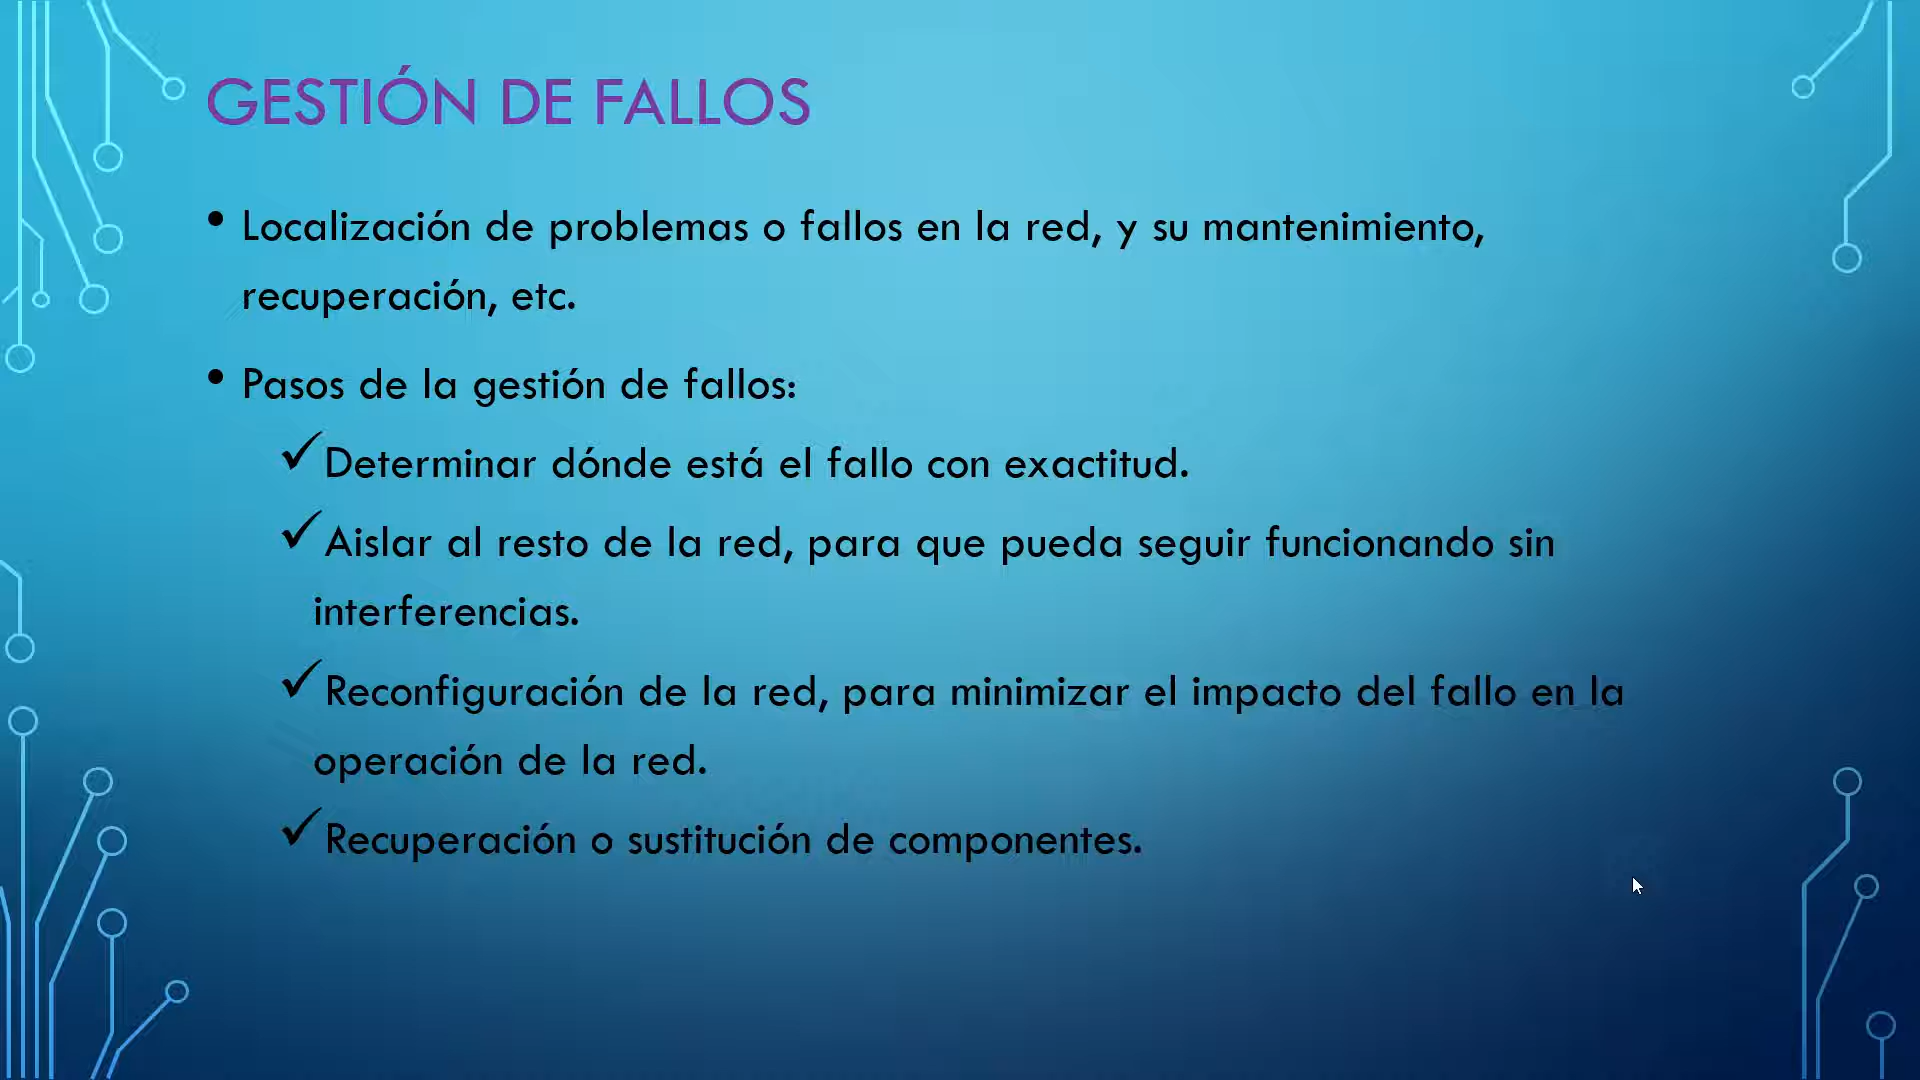 GESTIÓN DE FALLOS
• Localización de problemas o fallos en la red, y su mantenimiento,
recuperación, etc.
• Pasos de la gestión de fallos:
✓Determinar dónde está el fallo con exactitud.
✓Aislar al resto de la red, para que pueda seguir funcionando sin
interferencias.
✓Reconfiguración de la red, para minimizar el impacto del fallo en la
operación de la red.
✓Recuperación o sustitución de componentes.